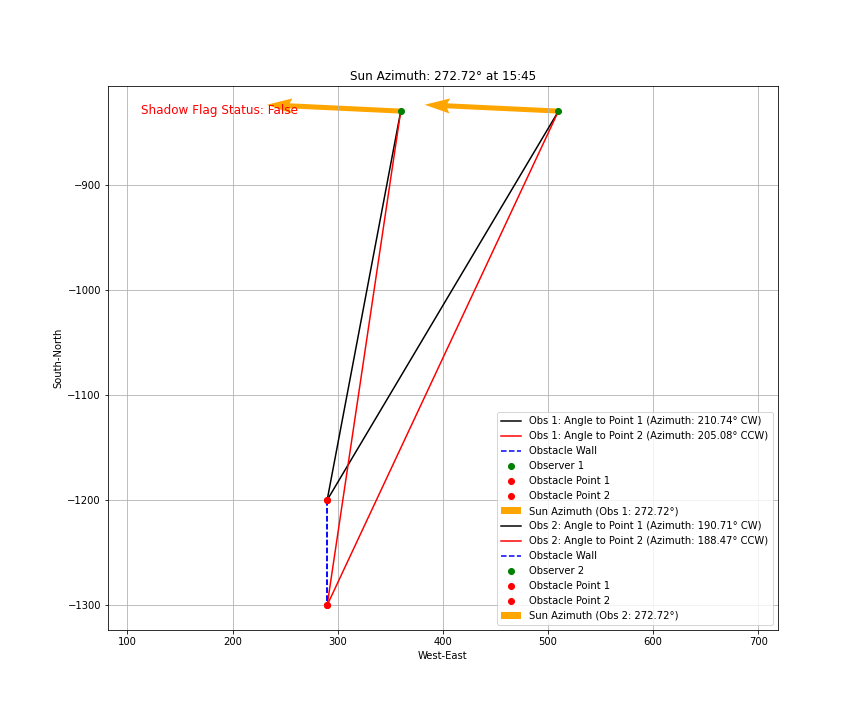 Sun Azimuth: 272.72° at 15:45
Shadow Flag Status: False
−900
−1000
−1100
−1200
−1300
South-North
100
200
300
400
500
600
700
West-East
Obs 1: Angle to Point 1 (Azimuth: 210.74° CW)
Obs 1: Angle to Point 2 (Azimuth: 205.08° CCW)
Obstacle Wall
Observer 1
Obstacle Point 1
Obstacle Point 2
Sun Azimuth (Obs 1: 272.72°)
Obs 2: Angle to Point 1 (Azimuth: 190.71° CW)
Obs 2: Angle to Point 2 (Azimuth: 188.47° CCW)
Obstacle Wall
Observer 2
Obstacle Point 1
Obstacle Point 2
Sun Azimuth (Obs 2: 272.72°)